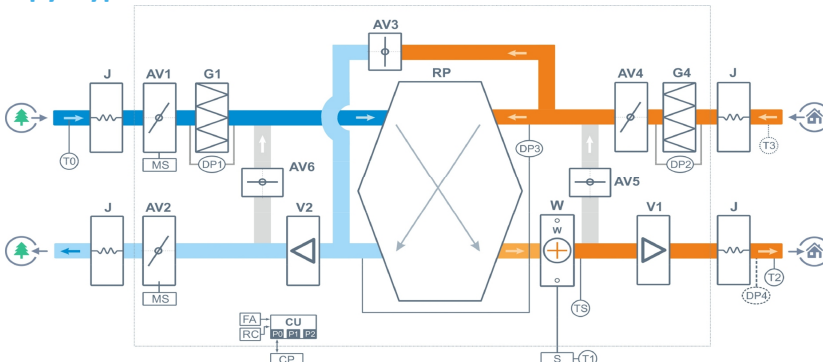 AV3
J AV1 G1 RP AV4 G4 J
T0 MS DP1 DP3 DP2 T3
AV6 AV5
J AV2 V2 W V1 J
w
MS TS DP4 T2
FA CU
RC P0 P1 P2
CP S T1